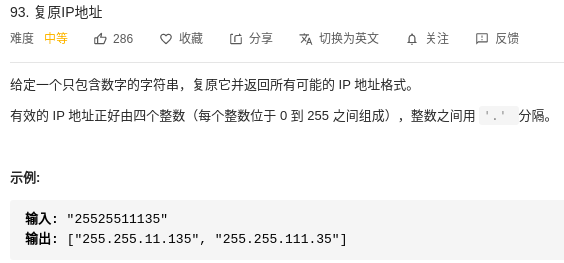 93. 复原IP地址
难度 中等 286 收藏 分享 切换为英文 关注 反馈
给定一个只包含数字的字符串，复原它并返回所有可能的 IP 地址格式。
有效的 IP 地址正好由四个整数（每个整数位于 0 到 255 之间组成），整数之间用 '.' 分隔。
示例:
输入: "25525511135"
输出: ["255.255.11.135", "255.255.111.35"]